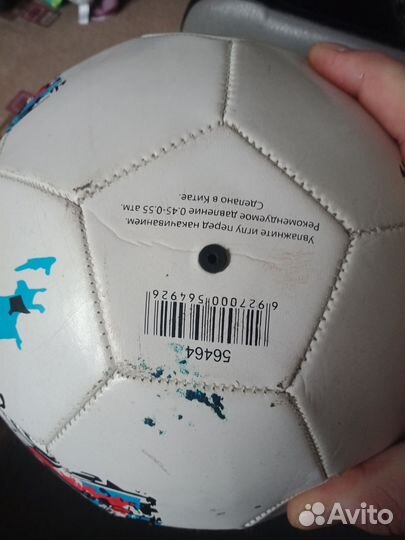 Увлажните иглу перед накачиванием.
Рекомендуемое давление 0.45-0.55 атм.
Сделано в Китае.
6 927000 564926
56464
Avito